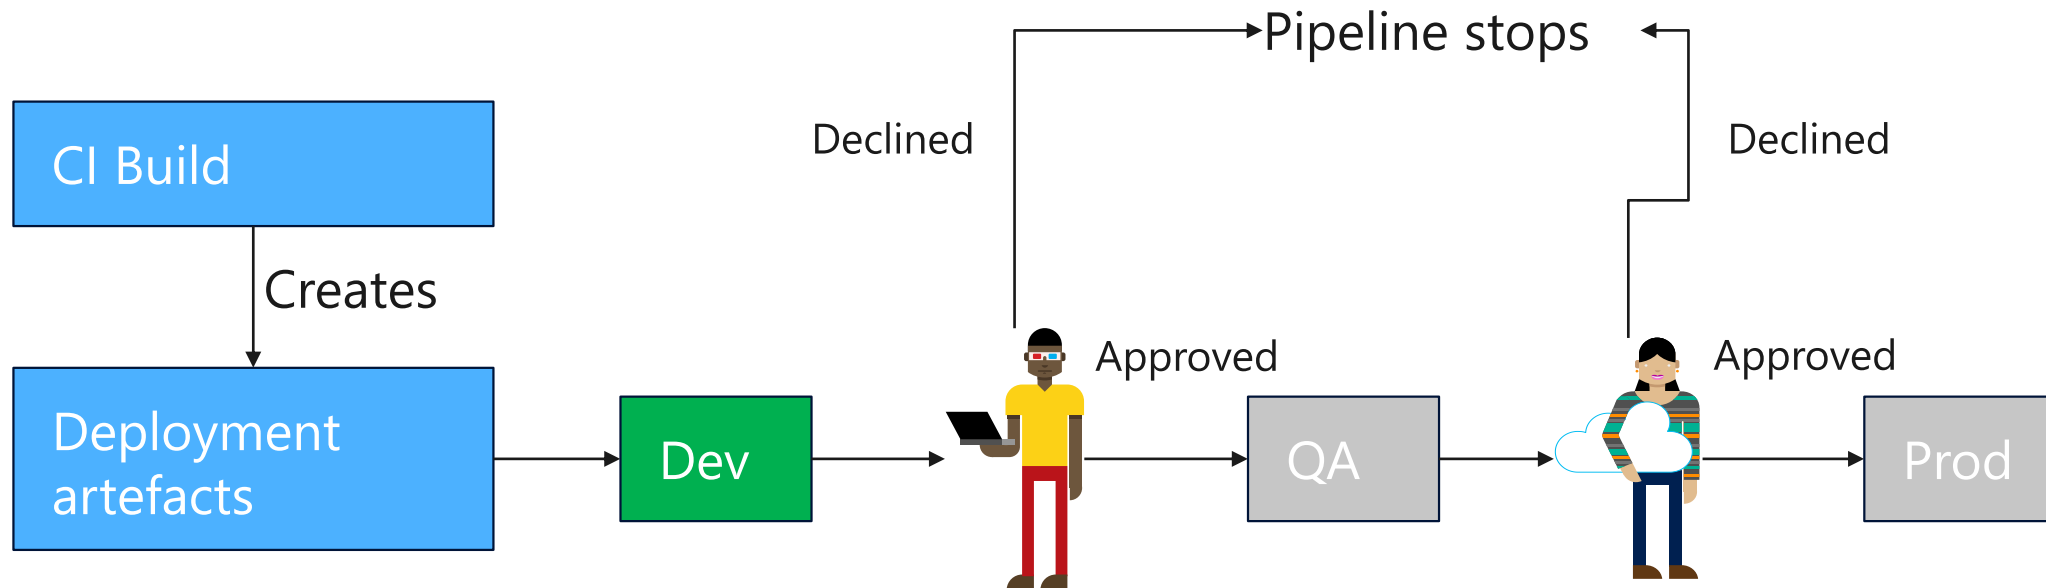 Pipeline stops
Declined
Declined
CI Build
Creates
Approved
Approved
Deployment
artefacts
Dev
QA
Prod